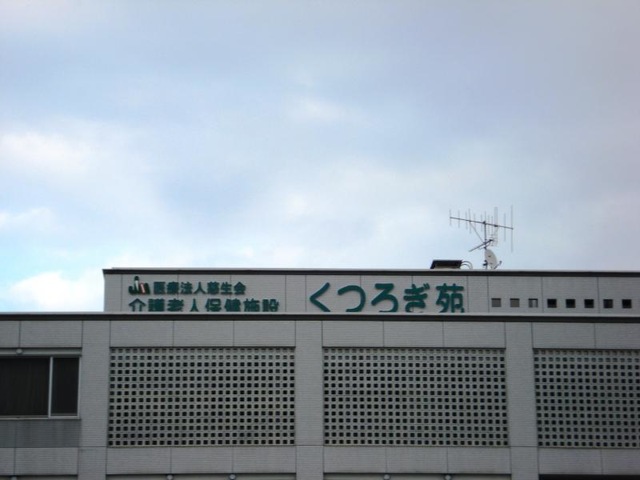 医療法人慈生会
介護老人保健施設
くつろぎ苑